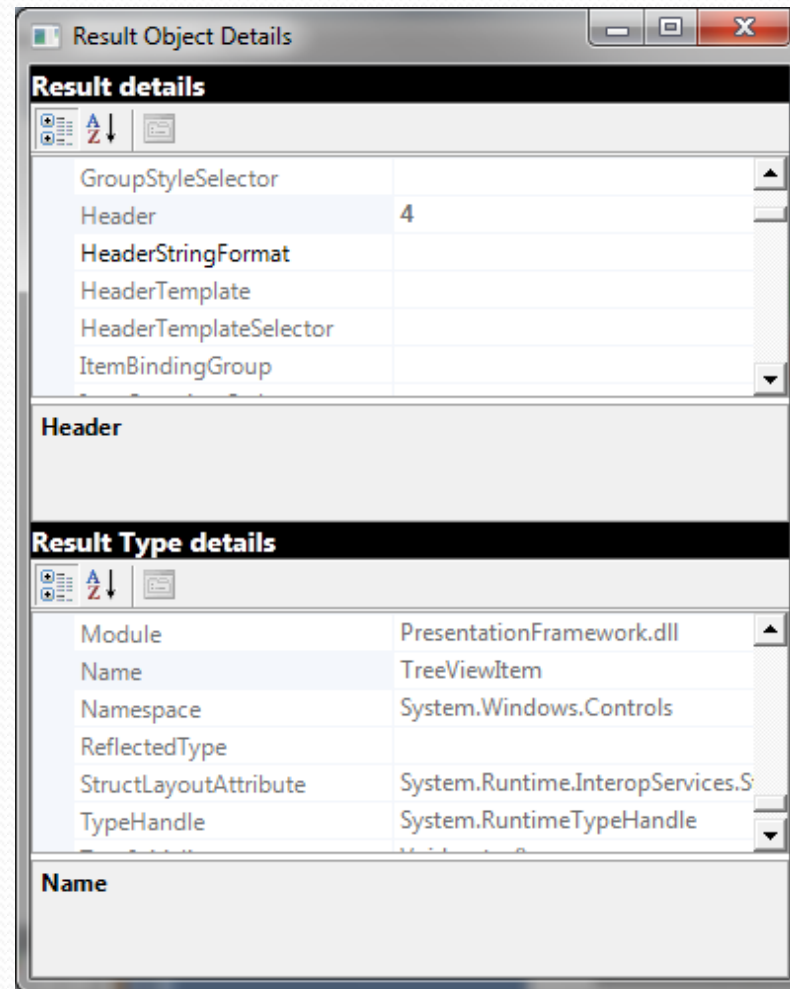 Result Object Details
Result details
GroupStyleSelector
Header 4
HeaderStringFormat
HeaderTemplate
HeaderTemplateSelector
ItemBindingGroup
Header
Result Type details
Module PresentationFramework.dll
Name TreeViewItem
Namespace System.Windows.Controls
ReflectedType
StructLayoutAttribute System.Runtime.InteropServices.S
TypeHandle System.RuntimeTypeHandle
Name